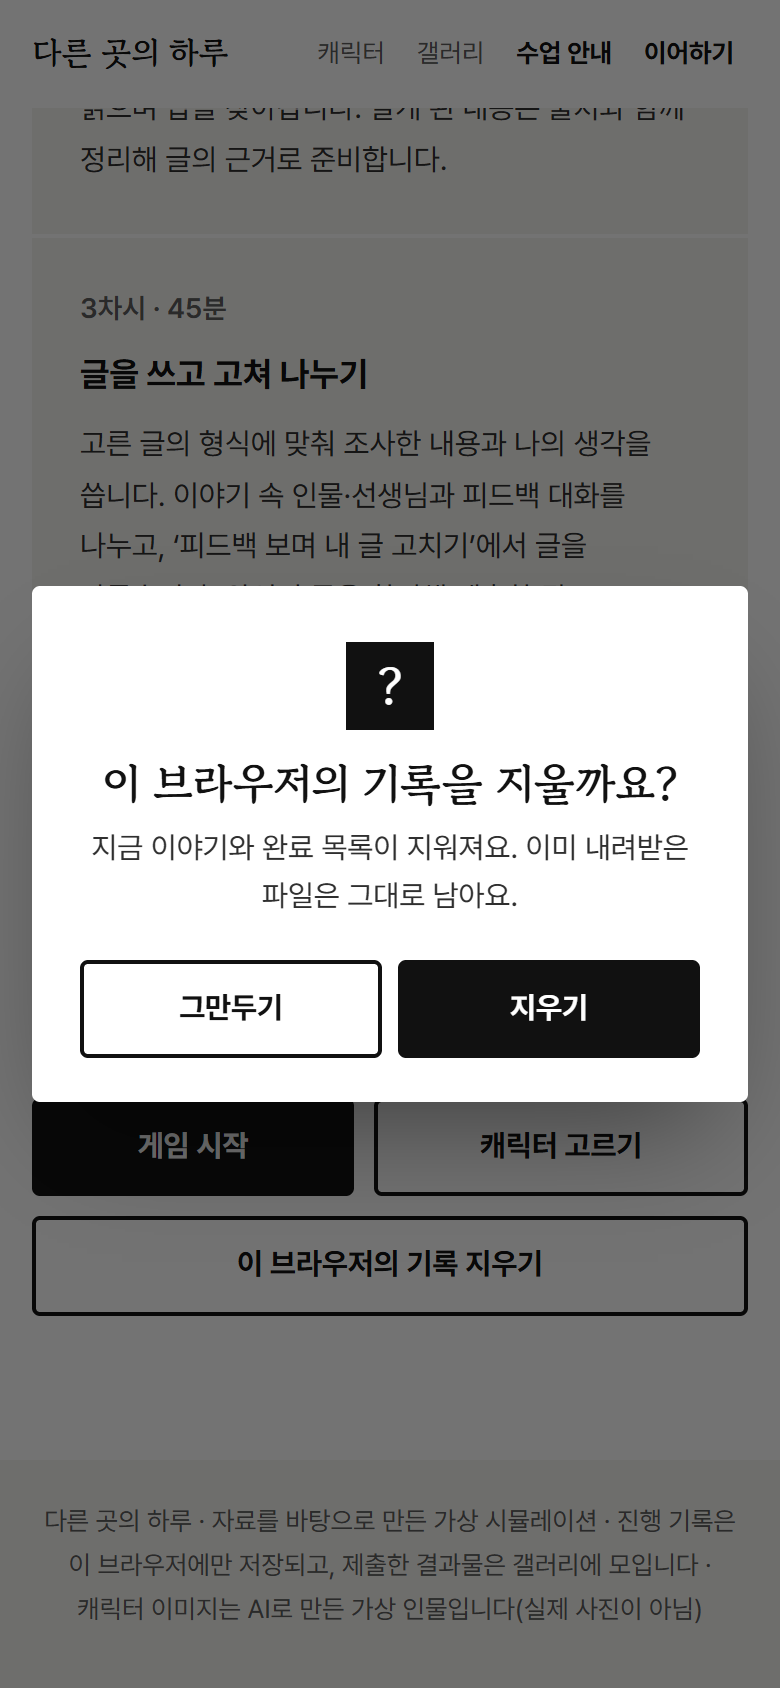 다른 곳의 하루
캐릭터 갤러리 수업 안내 이어하기
정리해 글의 근거로 준비합니다.
3차시 · 45분
글을 쓰고 고쳐 나누기
고른 글의 형식에 맞춰 조사한 내용과 나의 생각을
씁니다. 이야기 속 인물·선생님과 피드백 대화를
나누고, ‘피드백 보며 내 글 고치기’에서 글을
?
이 브라우저의 기록을 지울까요?
지금 이야기와 완료 목록이 지워져요. 이미 내려받은
파일은 그대로 남아요.
그만두기 지우기
게임 시작 캐릭터 고르기
이 브라우저의 기록 지우기
다른 곳의 하루 · 자료를 바탕으로 만든 가상 시뮬레이션 · 진행 기록은
이 브라우저에만 저장되고, 제출한 결과물은 갤러리에 모입니다 ·
캐릭터 이미지는 AI로 만든 가상 인물입니다(실제 사진이 아님)